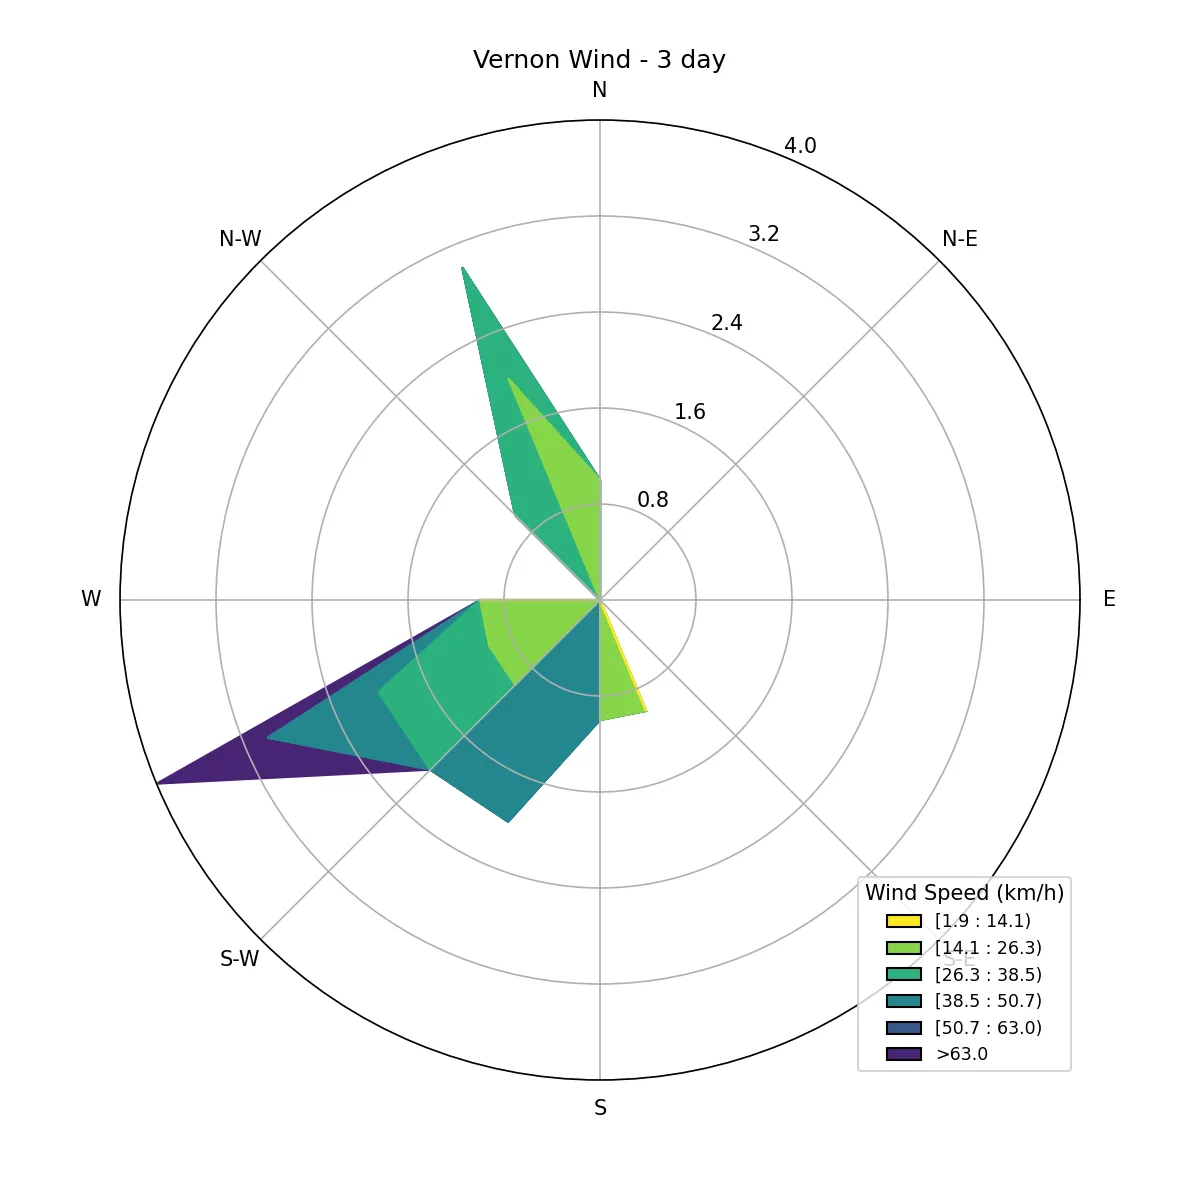 Vernon Wind - 3 day
N
4.0
N-W
3.2
N-E
2.4
1.6
0.8
W
E
Wind Speed (km/h)
[1.9 : 14.1)
[14.1 : 26.3)
S-W
S-E
[26.3 : 38.5)
[38.5 : 50.7)
[50.7 : 63.0)
>63.0
S